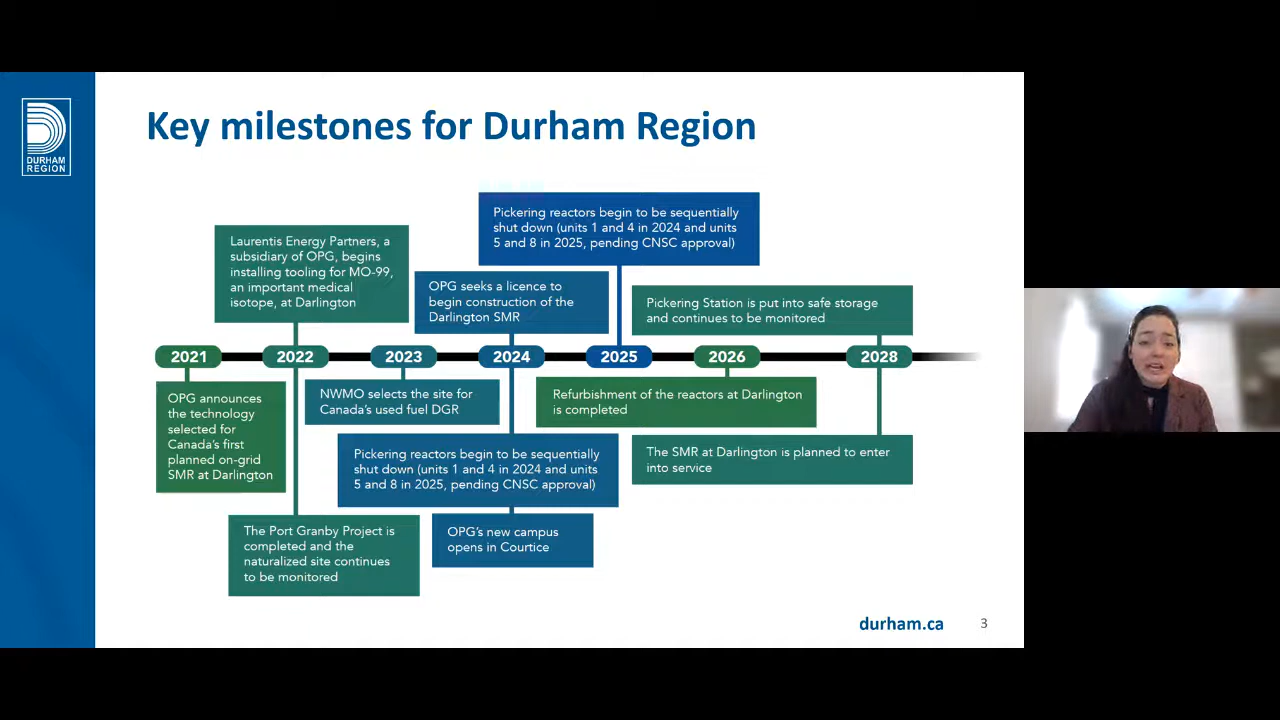 DURHAM
REGION
Key milestones for Durham Region
Pickering reactors begin to be sequentially
shut down (units 1 and 4 in 2024 and units
5 and 8 in 2025, pending CNSC approval)
Laurentis Energy Partners, a
subsidiary of OPG, begins
installing tooling for MO-99,
an important medical
isotope, at Darlington
OPG seeks a licence to
begin construction of the
Darlington SMR
Pickering Station is put into safe storage
and continues to be monitored
2021
2022
2023
2024
2025
2026
2028
OPG announces
the technology
selected for
Canada's first
planned on-grid
SMR at Darlington
NWMO selects the site for
Canada's used fuel DGR
Refurbishment of the reactors at Darlington
is completed
Pickering reactors begin to be sequentially
shut down (units 1 and 4 in 2024 and units
5 and 8 in 2025, pending CNSC approval)
The SMR at Darlington is planned to enter
into service
The Port Granby Project is
completed and the
naturalized site continues
to be monitored
OPG's new campus
opens in Courtice
durham.ca
3